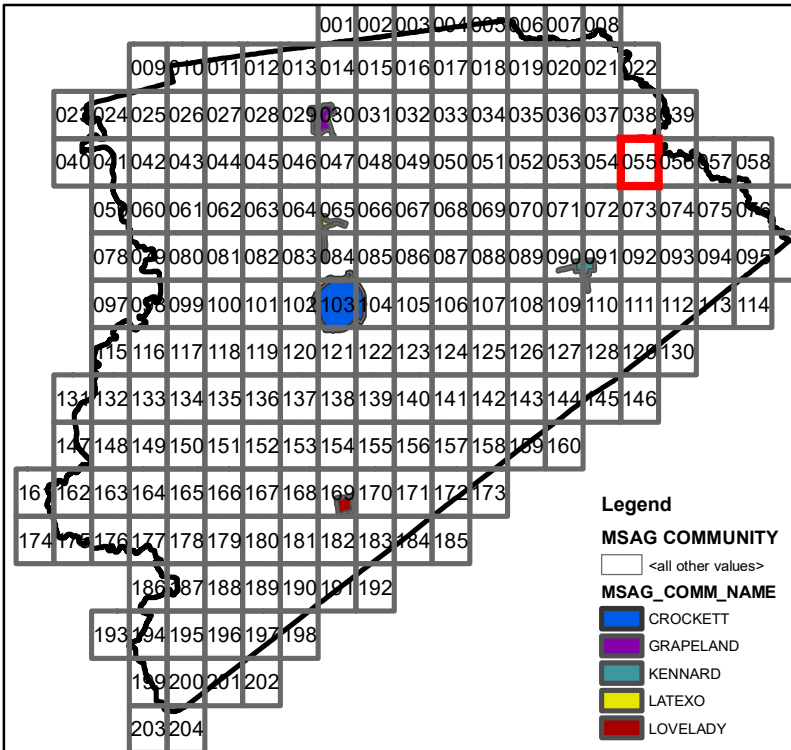 001 002 003 004 005 006 007 008
009 010 011 012 013 014 015 016 017 018 019 020 021 022
023 024 025 026 027 028 029 030 031 032 033 034 035 036 037 038 039
040 041 042 043 044 045 046 047 048 049 050 051 052 053 054 055 056 057 058
059 060 061 062 063 064 065 066 067 068 069 070 071 072 073 074 075 076
078 079 080 081 082 083 084 085 086 087 088 089 090 091 092 093 094 095
097 098 099 100 101 102 103 104 105 106 107 108 109 110 111 112 113 114
115 116 117 118 119 120 121 122 123 124 125 126 127 128 129 130
131 132 133 134 135 136 137 138 139 140 141 142 143 144 145 146
147 148 149 150 151 152 153 154 155 156 157 158 159 160
161 162 163 164 165 166 167 168 169 170 171 172 173
174 175 176 177 178 179 180 181 182 183 184 185
186 187 188 189 190 191 192
193 194 195 196 197 198
199 200 201 202
203 204
Legend
MSAG COMMUNITY
<all other values>
MSAG_COMM_NAME
CROCKETT
GRAPELAND
KENNARD
LATEXO
LOVELADY